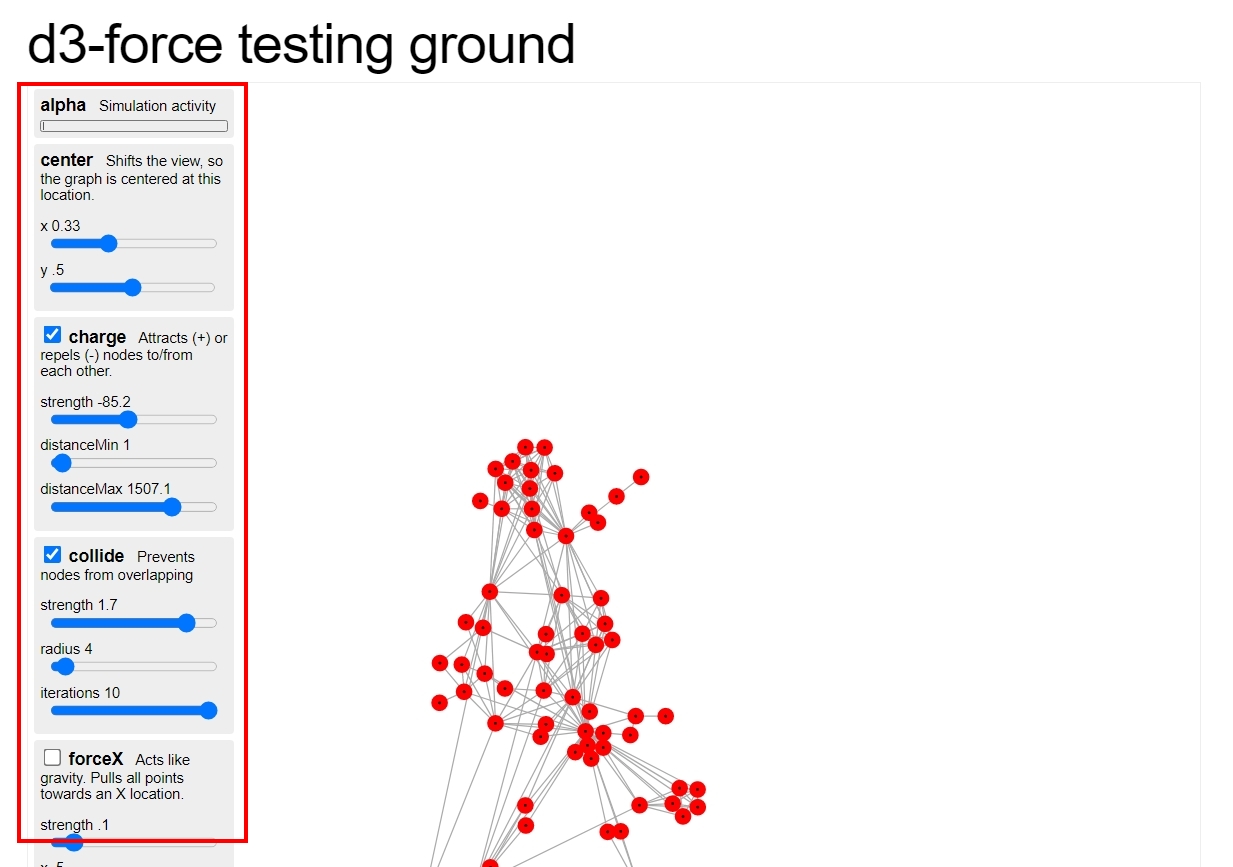 d3-force testing ground
alpha Simulation activity
center Shifts the view, so
the graph is centered at this
location.
x 0.33
y .5
charge Attracts (+) or
repels (-) nodes to/from
each other.
strength -85.2
distanceMin 1
distanceMax 1507.1
collide Prevents
nodes from overlapping
strength 1.7
radius 4
iterations 10
forceX Acts like
gravity. Pulls all points
towards an X location.
strength .1
x .5